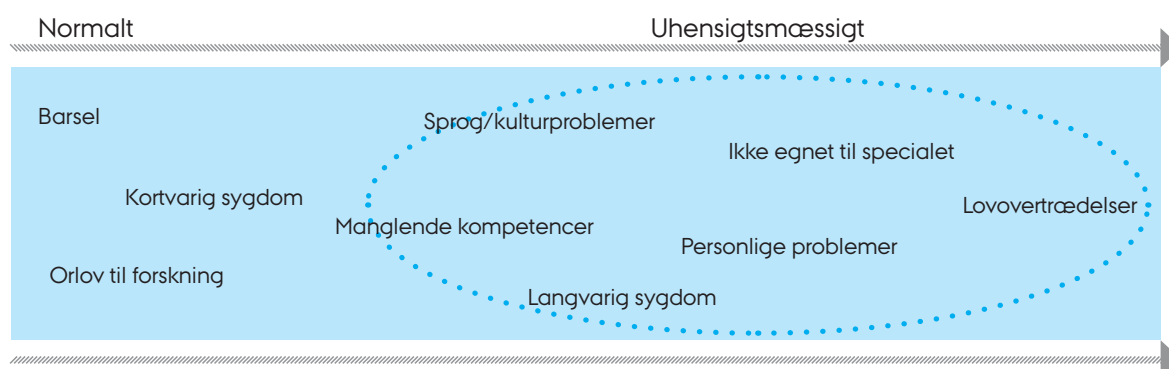 Normalt
Uhensigtsmæssigt
Barsel
Sprog/kulturproblemer
Ikke egnet til specialet
Kortvarig sygdom
Lovovertrædelser
Manglende kompetencer
Personlige problemer
Orlov til forskning
Langvarig sygdom